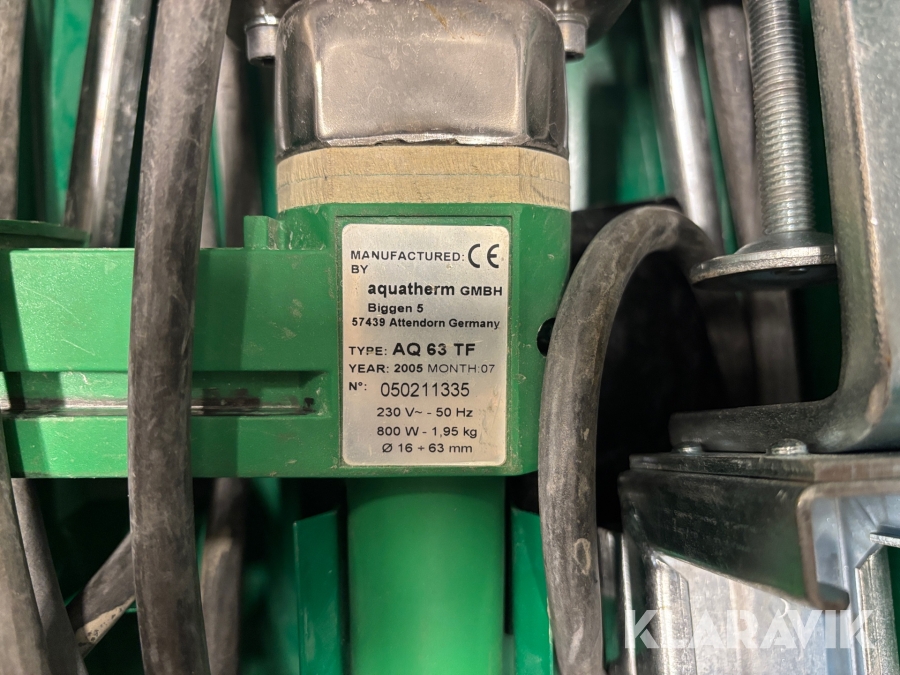 MANUFACTURED: CE
BY
aquatherm GMBH
Biggen 5
57439 Attendorn Germany
TYPE: AQ 63 TF
YEAR: 2005 MONTH:07
N°: 050211335
230 V~ - 50 Hz
800 W - 1,95 kg
Ø 16 ÷ 63 mm
KLARAVIK